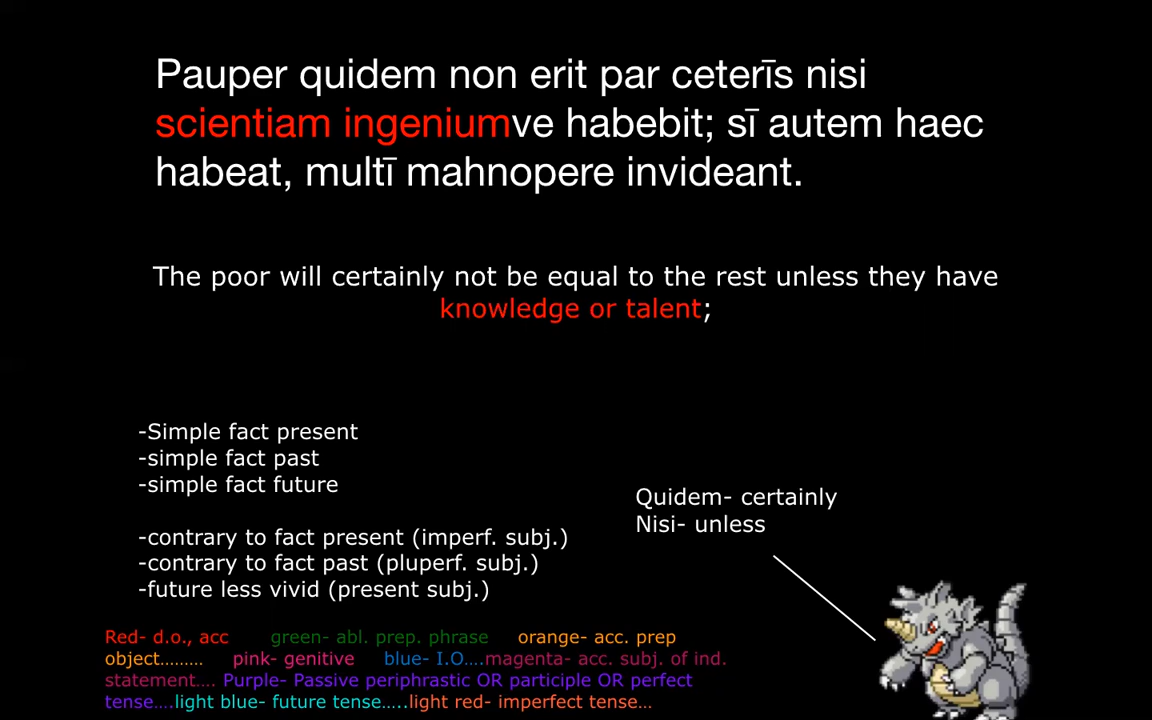 Pauper quidem non erit par ceterīs nisi
scientiam ingeniumve habebit; sī autem haec
habeat, multī mahnopere invideant.
The poor will certainly not be equal to the rest unless they have
knowledge or talent;
-Simple fact present
-simple fact past
-simple fact future
-contrary to fact present (imperf. subj.)
-contrary to fact past (pluperf. subj.)
-future less vivid (present subj.)
Quidem- certainly
Nisi- unless
Red- d.o., acc green- abl. prep. phrase orange- acc. prep
object......... pink- genitive blue- I.O....magenta- acc. subj. of ind.
statement.... Purple- Passive periphrastic OR participle OR perfect
tense....light blue- future tense.....light red- imperfect tense...